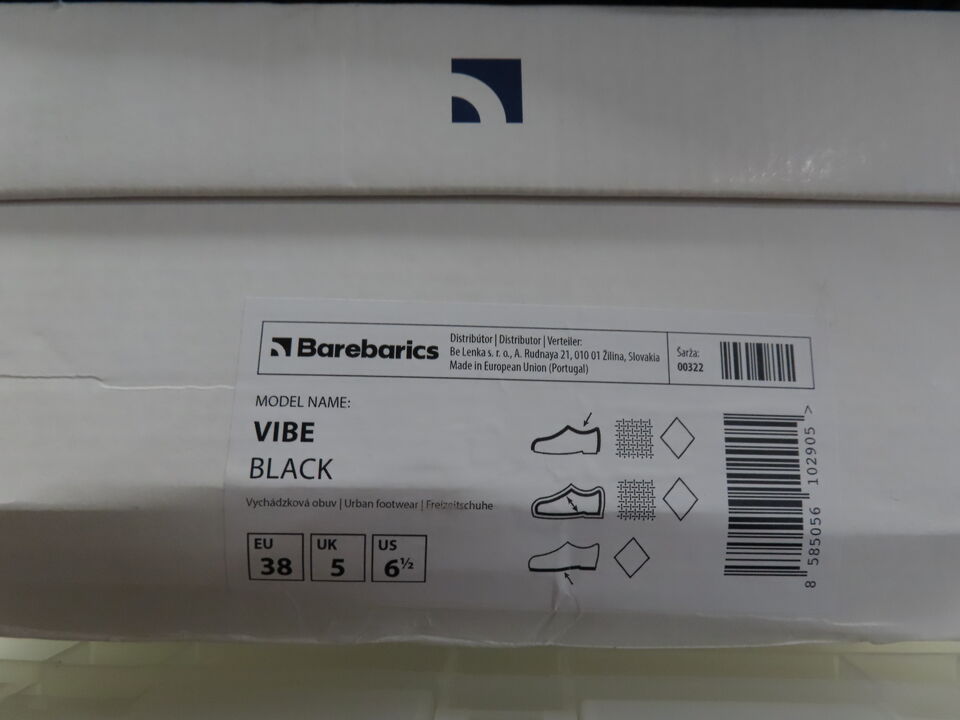 Barebarics
Distribútor | Distributor | Verteiler:
Be Lenka s. r. o., A. Rudnaya 21, 010 01 Žilina, Slovakia
Made in European Union (Portugal)
Šarža:
00322
MODEL NAME:
VIBE
BLACK
Vychádzková obuv | Urban footwear | Freizeitschuhe
EU
38
UK
5
US
6½
8 585056 102905 >